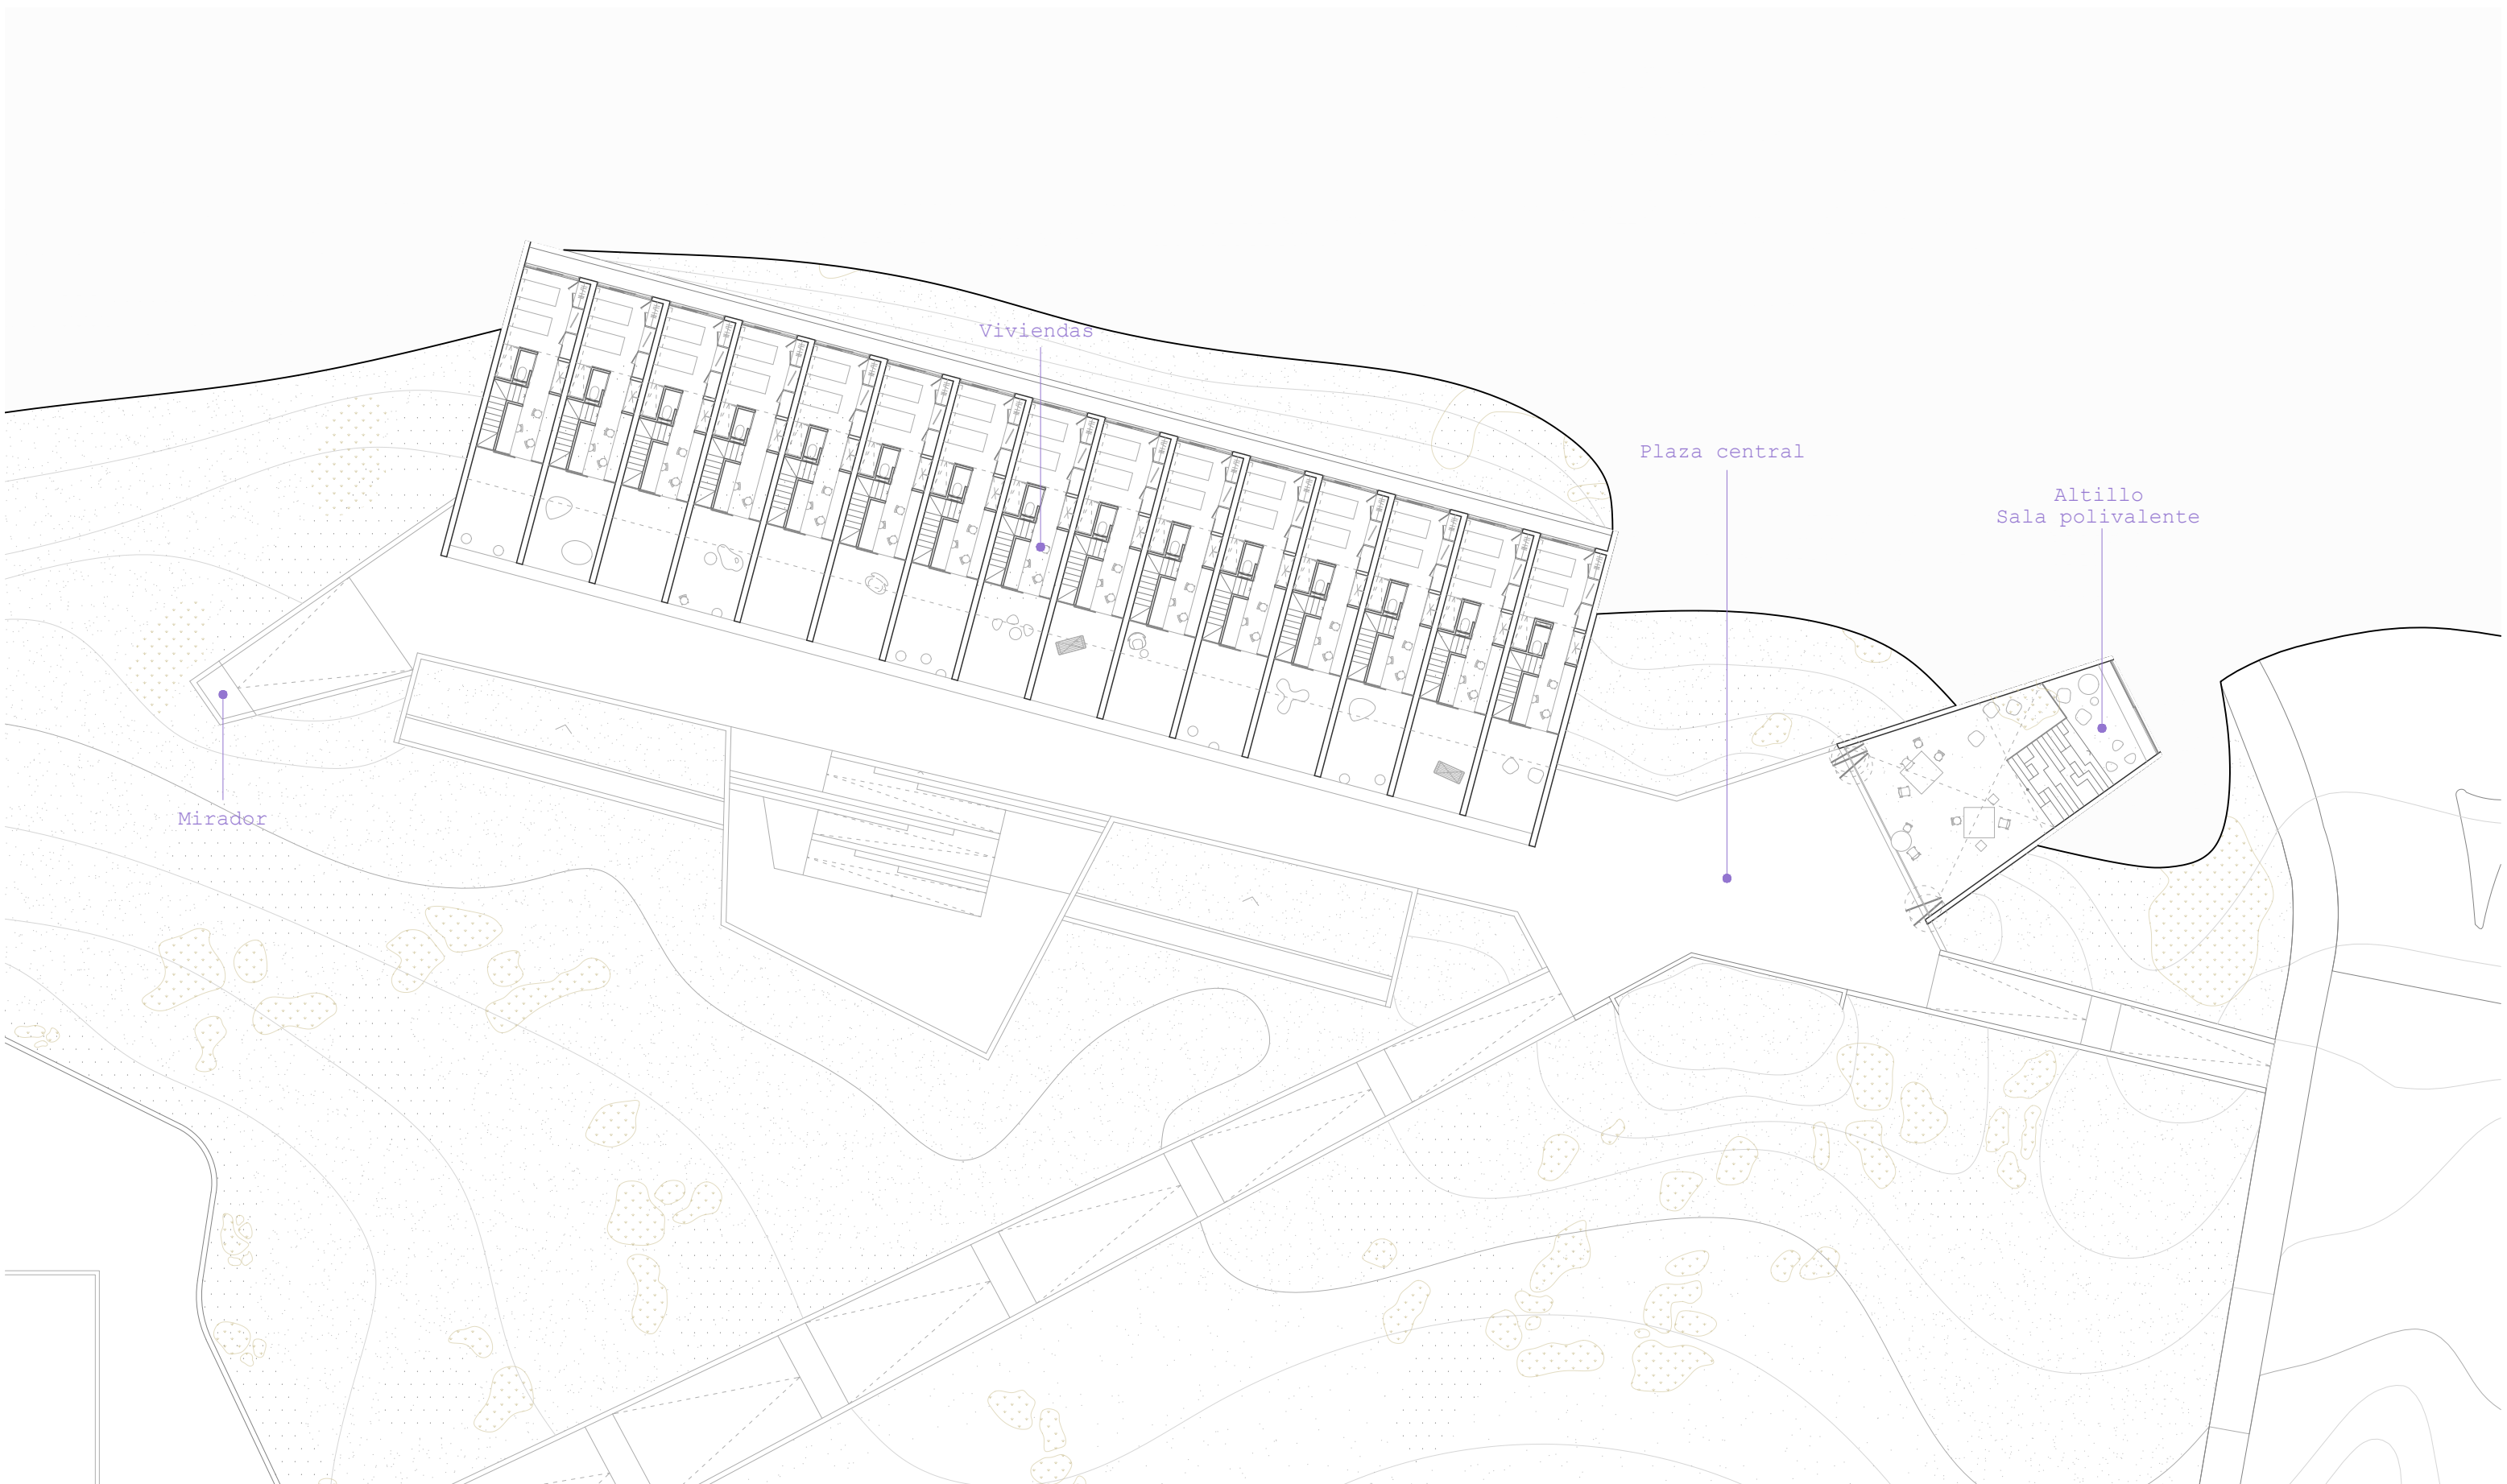 Viviendas
Plaza central
Altillo
Sala polivalente
Mirador